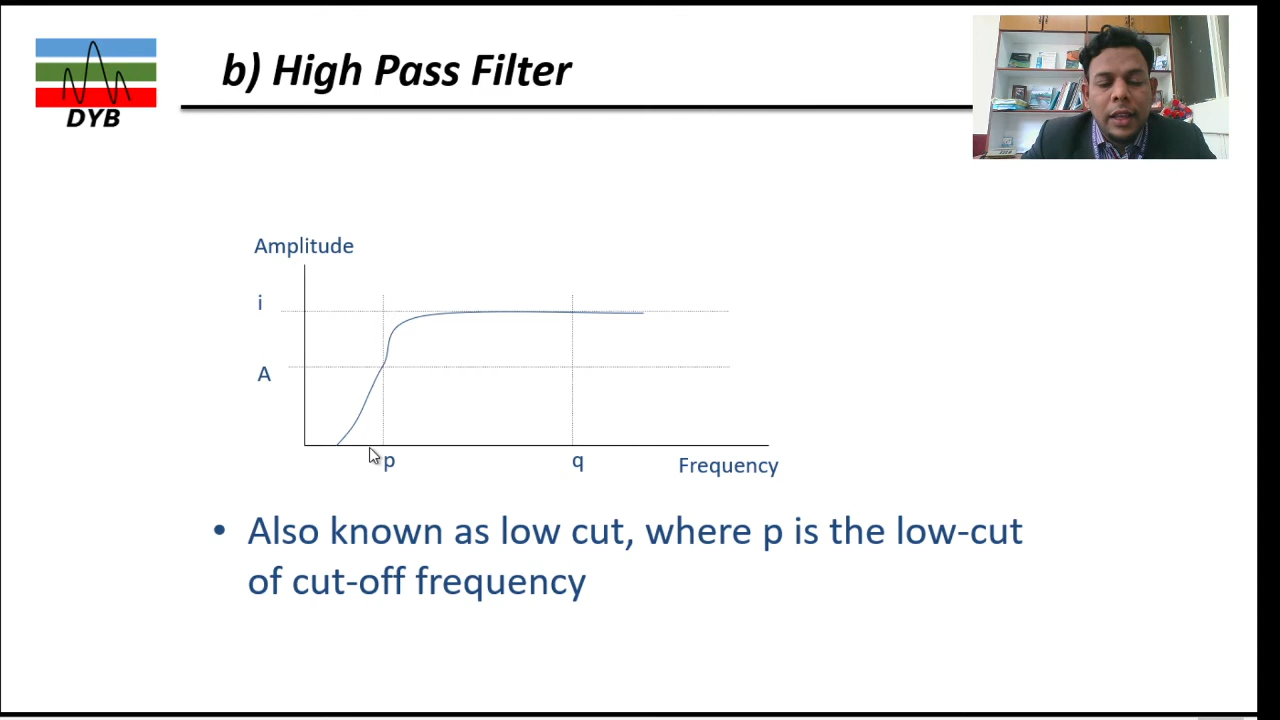 DYB
b) High Pass Filter
Amplitude
i
A
p
q
Frequency
• Also known as low cut, where p is the low-cut
of cut-off frequency